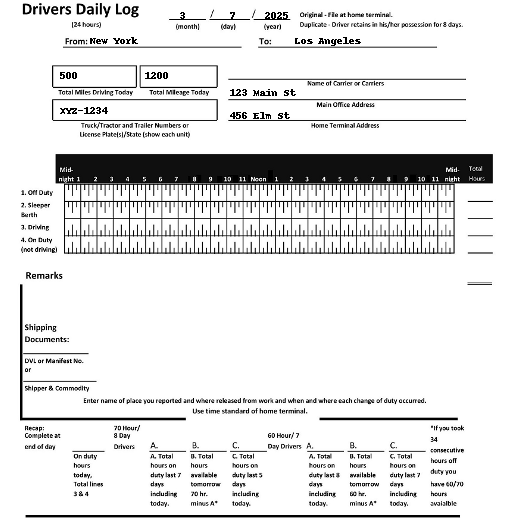 Drivers Daily Log
(24 hours)
3 / 7 / 2025
(month) (day) (year)
Original - File at home terminal.
Duplicate - Driver retains in his/her possession for 8 days.
From: New York To: Los Angeles
500 1200
Total Miles Driving Today Total Mileage Today
Name of Carrier or Carriers
123 Main St
Main Office Address
XYZ-1234
456 Elm St
Truck/Tractor and Trailer Numbers or
License Plate(s)/State (show each unit)
Home Terminal Address
Mid-night 1 2 3 4 5 6 7 8 9 10 11 Noon 1 2 3 4 5 6 7 8 9 10 11 Mid-night Total Hours
1. Off Duty
2. Sleeper
Berth
3. Driving
4. On Duty
(not driving)
Remarks
Shipping
Documents:
DVL or Manifest No.
or
Shipper & Commodity
Enter name of place you reported and where released from work and when and where each change of duty occurred.
Use time standard of home terminal.
Recap:
Complete at
end of day
On duty
hours
today,
Total lines
3 & 4
70 Hour/
8 Day
Drivers
A.
A. Total
hours on
duty last 7
days
including
today.
B.
B. Total
hours
available
tomorrow
70 hr.
minus A*
C.
C. Total
hours on
duty last 5
days
including
today.
60 Hour/ 7
Day Drivers
A.
A. Total
hours on
duty last 8
days
including
today.
B.
B. Total
hours
available
tomorrow
60 hr.
minus A*
C.
C. Total
hours on
duty last 7
days
including
today.
*If you took
34
consecutive
hours off
duty you
have 60/70
hours
avaialble